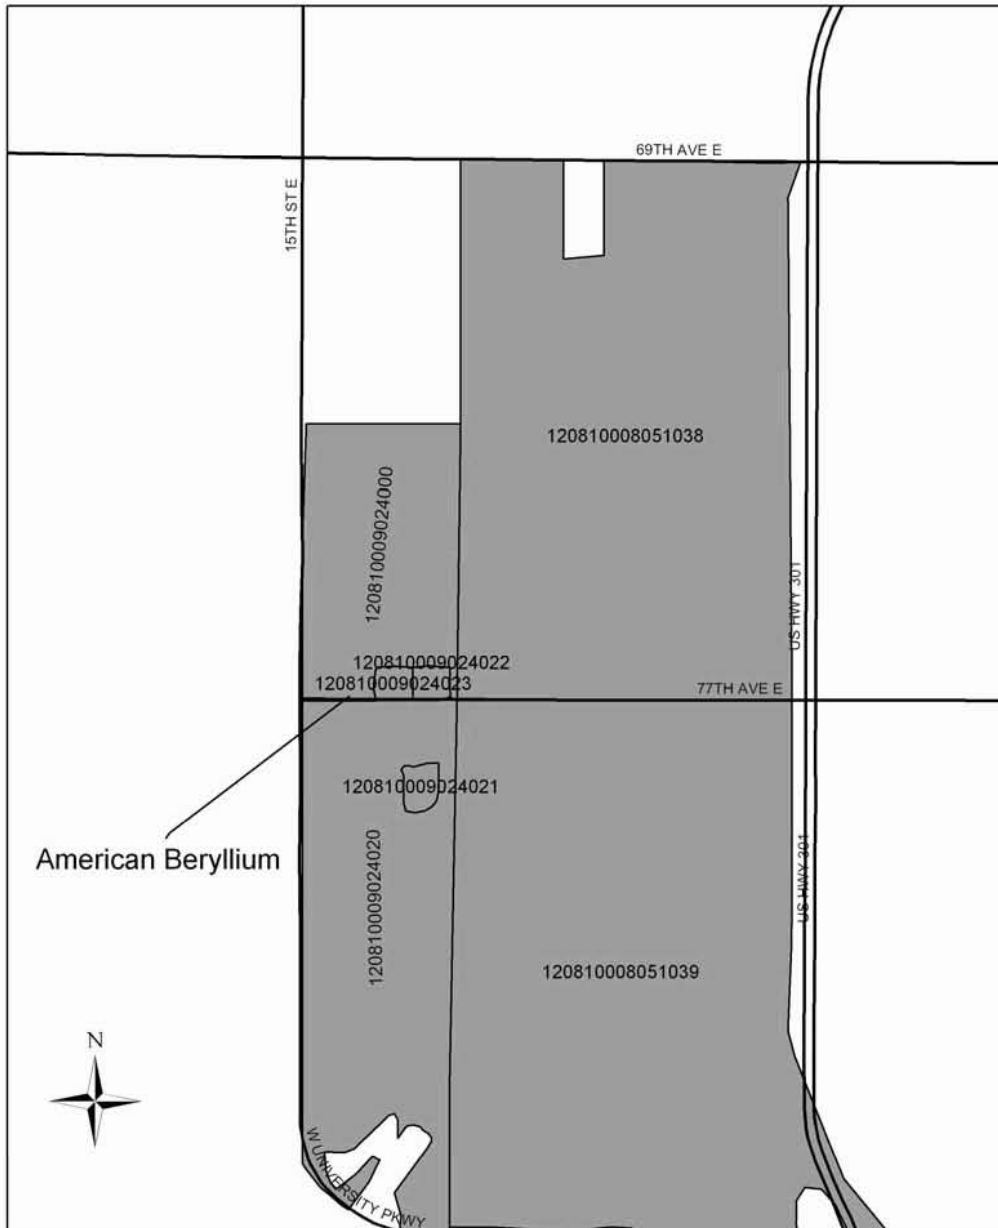 69TH AVE E
15TH ST E
120810008051038
120810009024000
US HWY 301
120810009024022
120810009024023
77TH AVE E
120810009024021
American Beryllium
120810009024020
US HWY 301
120810008051039
N
W UNIVERSITY PKWY